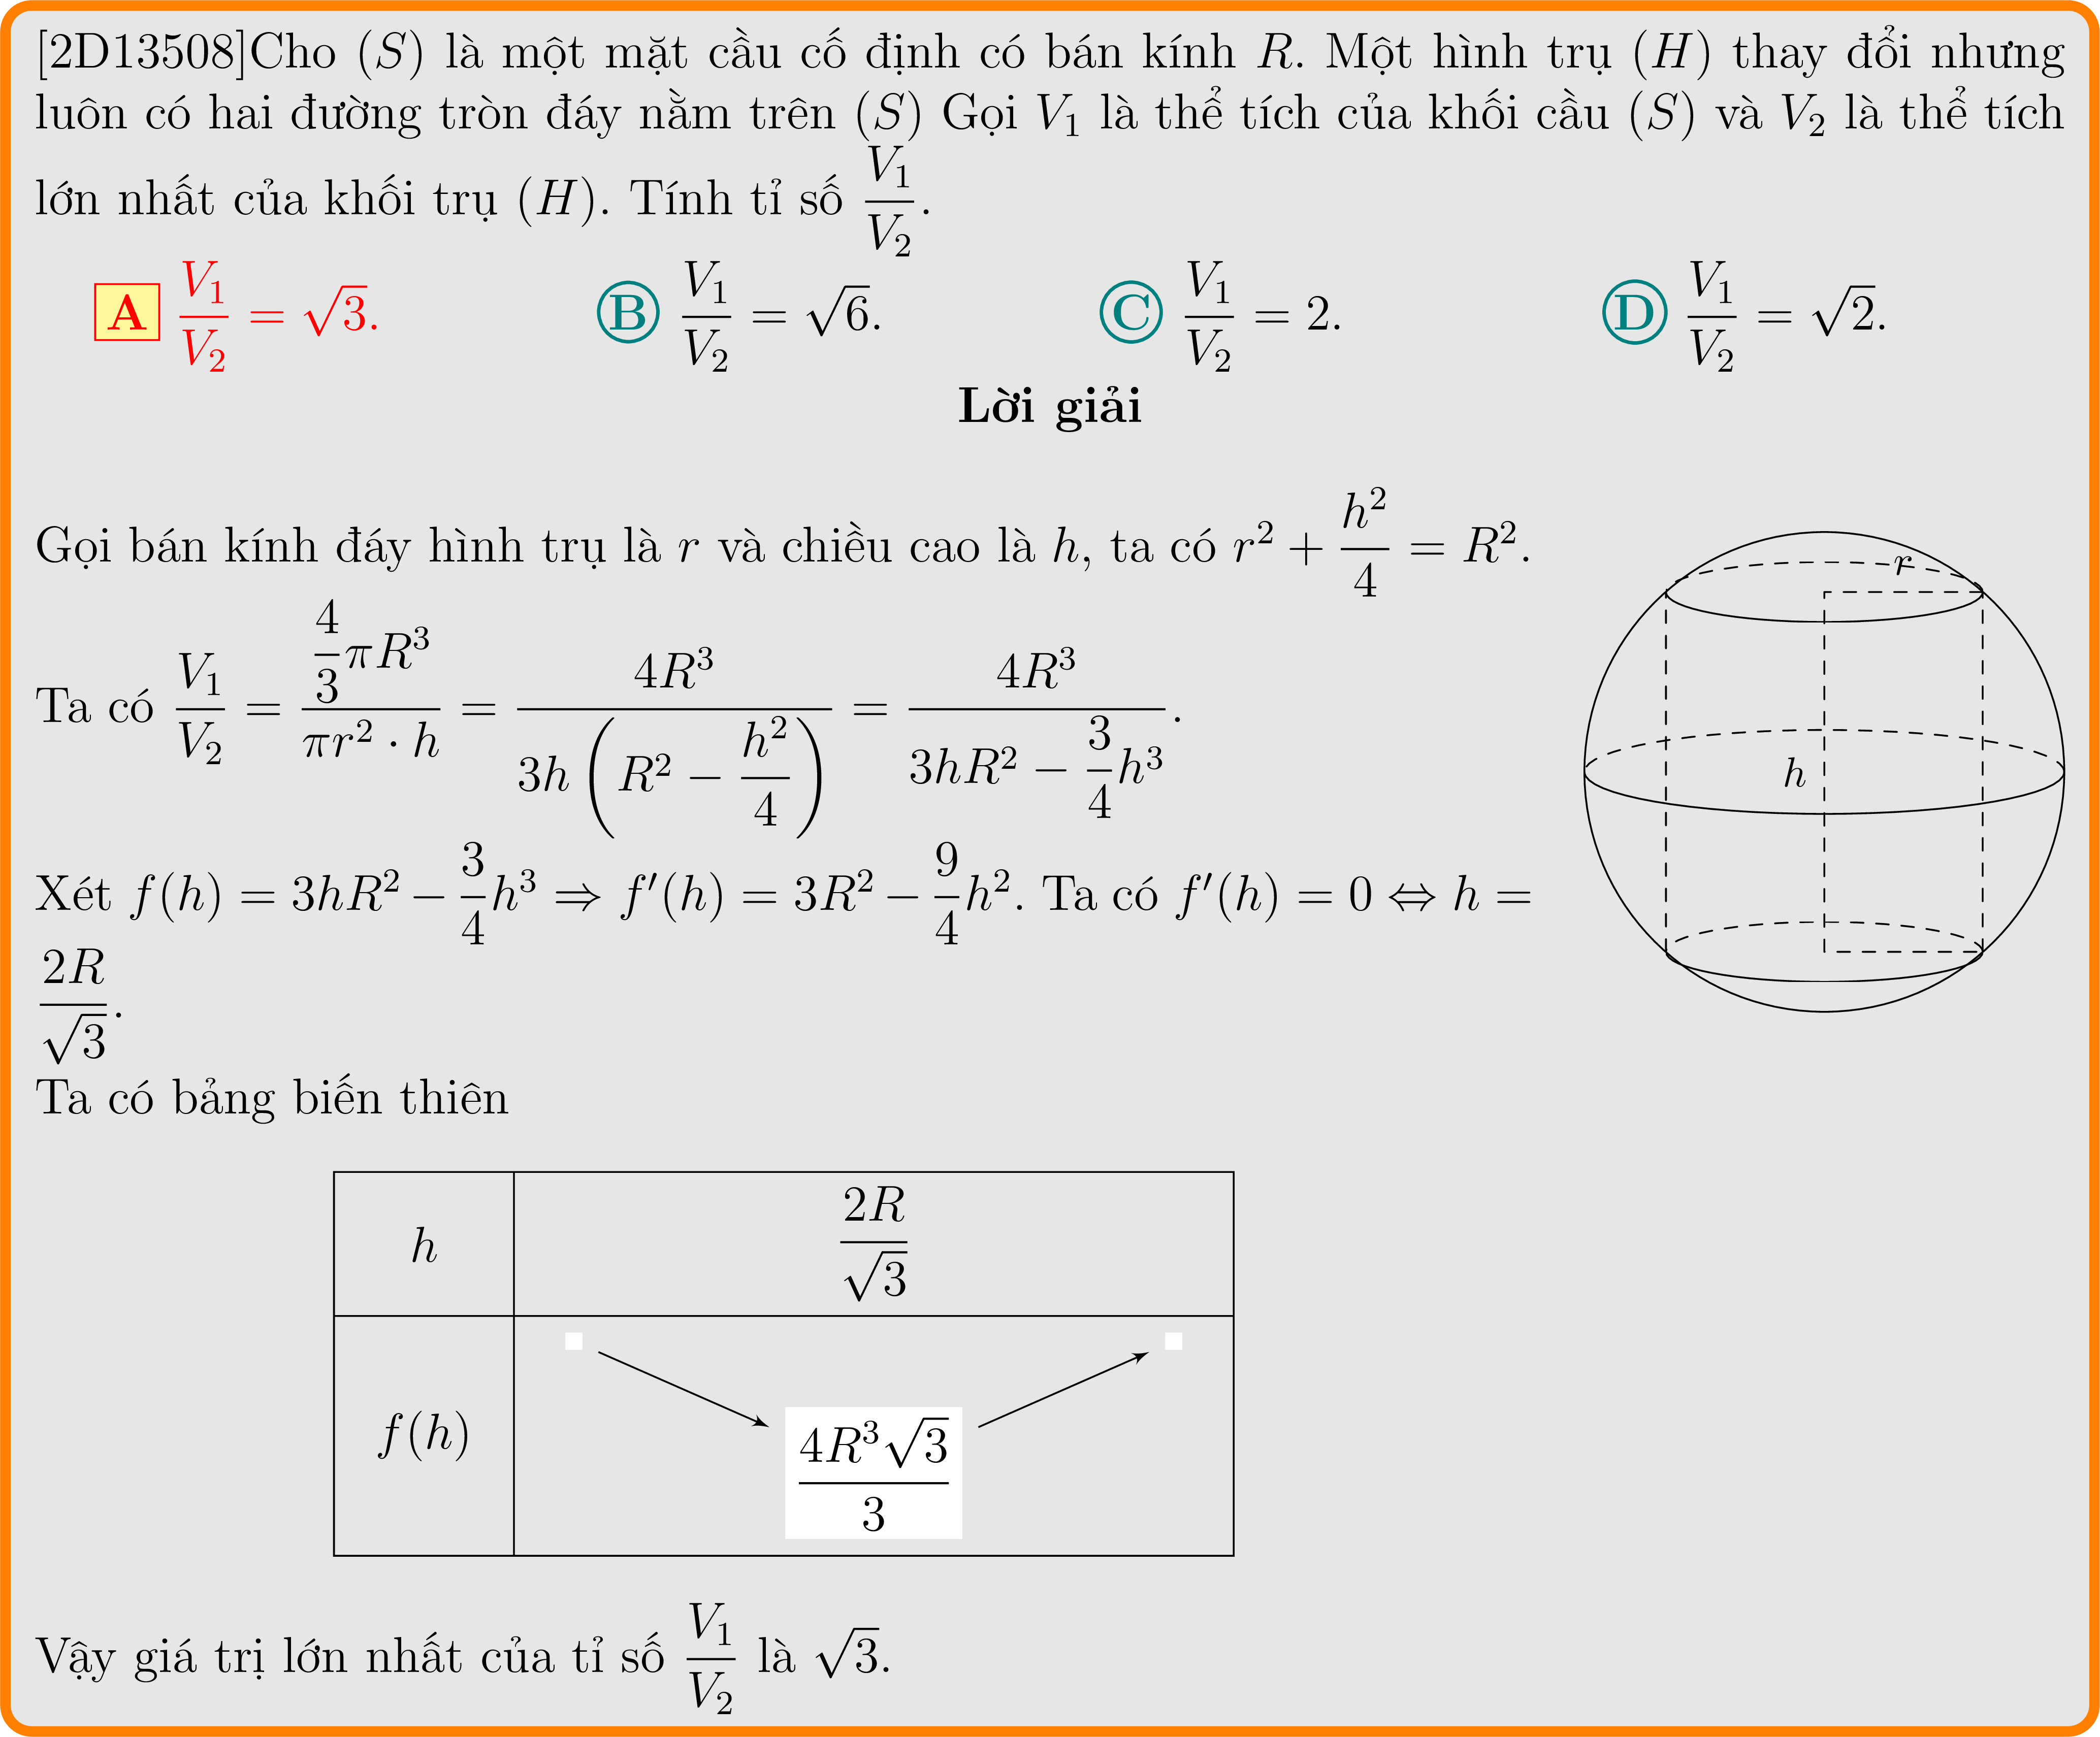 [2D13508]Cho (S) là một mặt cầu cố định có bán kính R. Một hình trụ (H) thay đổi nhưng
luôn có hai đường tròn đáy nằm trên (S) Gọi V₁ là thể tích của khối cầu (S) và V₂ là thể tích
lớn nhất của khối trụ (H). Tính tỉ số \frac{V_1}{V_2}.
A \frac{V_1}{V_2} = \sqrt{3}. B \frac{V_1}{V_2} = \sqrt{6}. C \frac{V_1}{V_2} = 2. D \frac{V_1}{V_2} = \sqrt{2}.
Lời giải
Gọi bán kính đáy hình trụ là r và chiều cao là h, ta có r^2 + \frac{h^2}{4} = R^2.
Ta có \frac{V_1}{V_2} = \frac{\frac{4}{3}\pi R^3}{\pi r^2 \cdot h} = \frac{4R^3}{3h\left(R^2 - \frac{h^2}{4}\right)} = \frac{4R^3}{3hR^2 - \frac{3}{4}h^3}.
Xét f(h) = 3hR^2 - \frac{3}{4}h^3 ⇒ f'(h) = 3R^2 - \frac{9}{4}h^2. Ta có f'(h) = 0 ⇔ h =
\frac{2R}{\sqrt{3}}.
r
h
Ta có bảng biến thiên
h \frac{2R}{\sqrt{3}}
f(h) \frac{4R^3\sqrt{3}}{3}
Vậy giá trị lớn nhất của tỉ số \frac{V_1}{V_2} là \sqrt{3}.